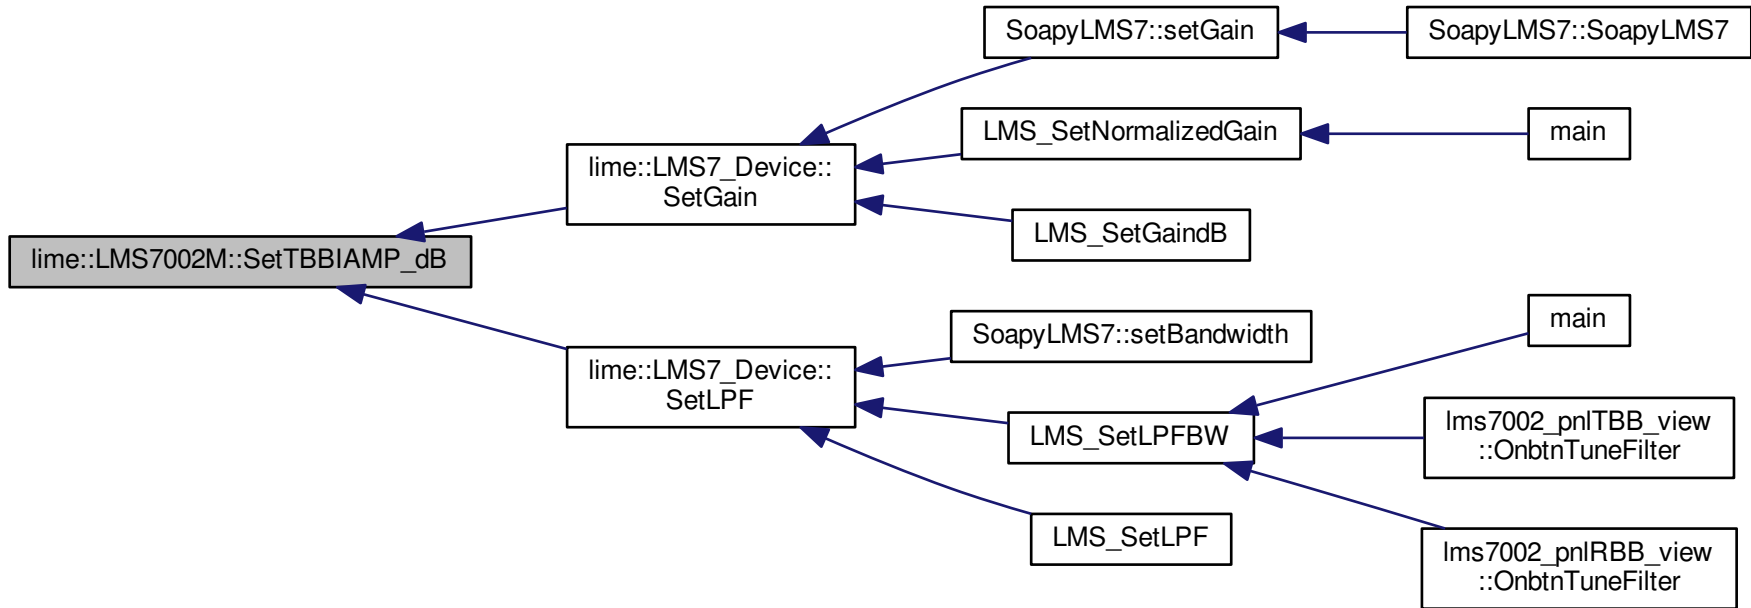 SoapyLMS7::setGain
SoapyLMS7::SoapyLMS7
LMS_SetNormalizedGain
main
lime::LMS7_Device::
SetGain
LMS_SetGaindB
lime::LMS7002M::SetTBBIAMP_dB
SoapyLMS7::setBandwidth
main
lime::LMS7_Device::
SetLPF
LMS_SetLPFBW
lms7002_pnlTBB_view
::OnbtnTuneFilter
LMS_SetLPF
lms7002_pnlRBB_view
::OnbtnTuneFilter